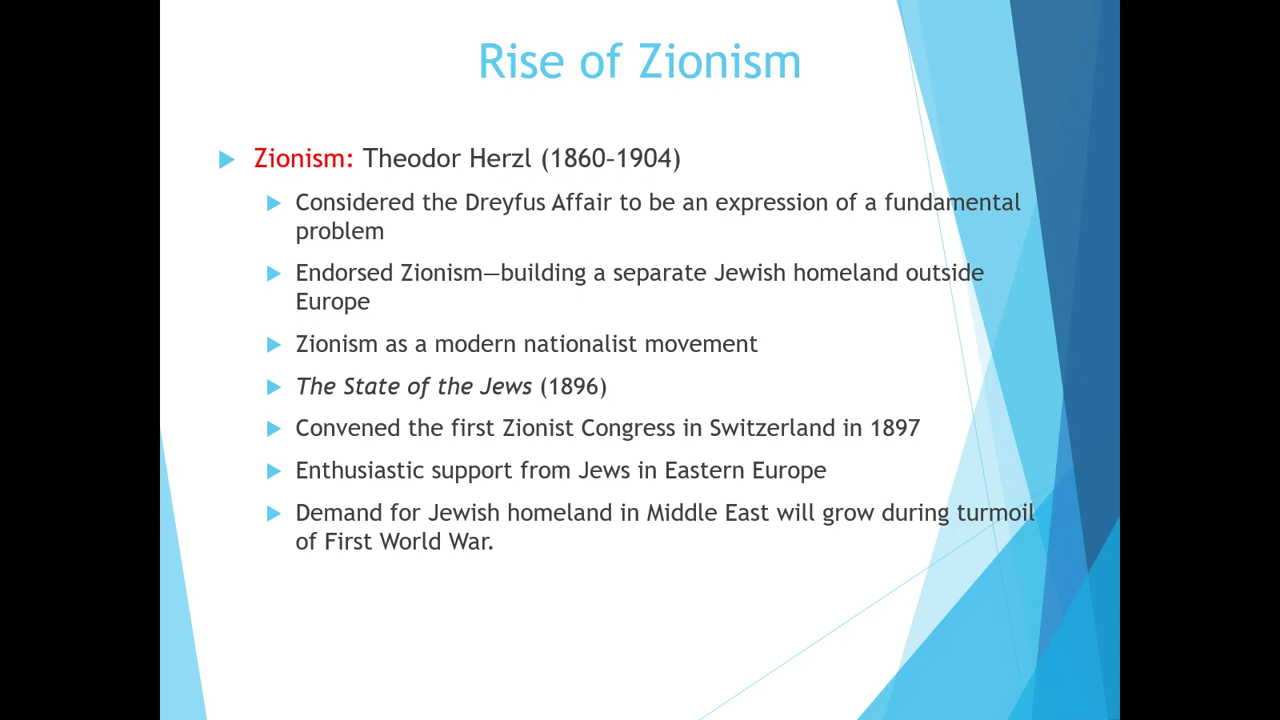 Rise of Zionism
Zionism: Theodor Herzl (1860–1904)
Considered the Dreyfus Affair to be an expression of a fundamental
problem
Endorsed Zionism—building a separate Jewish homeland outside
Europe
Zionism as a modern nationalist movement
The State of the Jews (1896)
Convened the first Zionist Congress in Switzerland in 1897
Enthusiastic support from Jews in Eastern Europe
Demand for Jewish homeland in Middle East will grow during turmoil
of First World War.